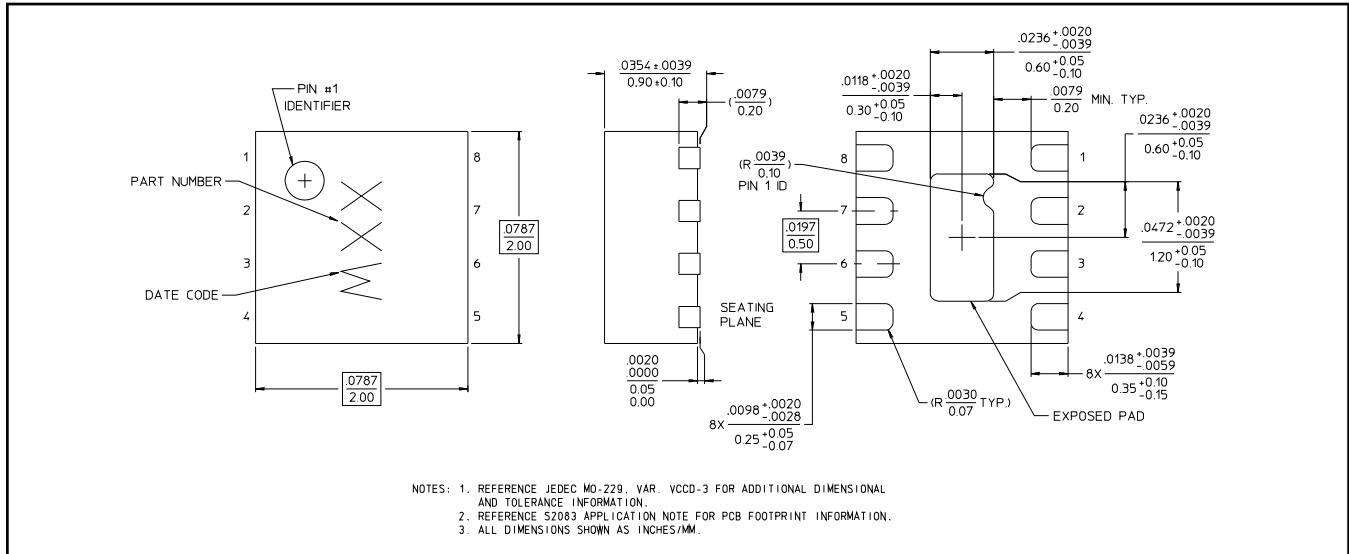 PIN #1
IDENTIFIER
PART NUMBER
DATE CODE
1
2
3
4
8
7
6
5
.0787
2.00
.0787
2.00
.0354 ±.0039
0.90 ±0.10
(.0079
0.20)
SEATING
PLANE
.0020
.0000
0.05
0.00
.0236 +.0020 -.0039
0.60 +0.05 -0.10
.0118 +.0020 -.0039
0.30 +0.05 -0.10
.0079
0.20
MIN. TYP.
.0236 +.0020 -.0039
0.60 +0.05 -0.10
(R .0039
0.10)
PIN 1 ID
.0197
0.50
8
7
6
5
1
2
3
4
.0472 +.0020 -.0039
1.20 +0.05 -0.10
8X .0138 +.0039 -.0059
0.35 +0.10 -0.15
8X .0098 +.0020 -.0028
0.25 +0.05 -0.07
(R .0030 TYP.)
0.07
EXPOSED PAD
NOTES: 1. REFERENCE JEDEC MO-229, VAR. VCCD-3 FOR ADDITIONAL DIMENSIONAL
AND TOLERANCE INFORMATION.
2. REFERENCE S2083 APPLICATION NOTE FOR PCB FOOTPRINT INFORMATION.
3. ALL DIMENSIONS SHOWN AS INCHES/MM.